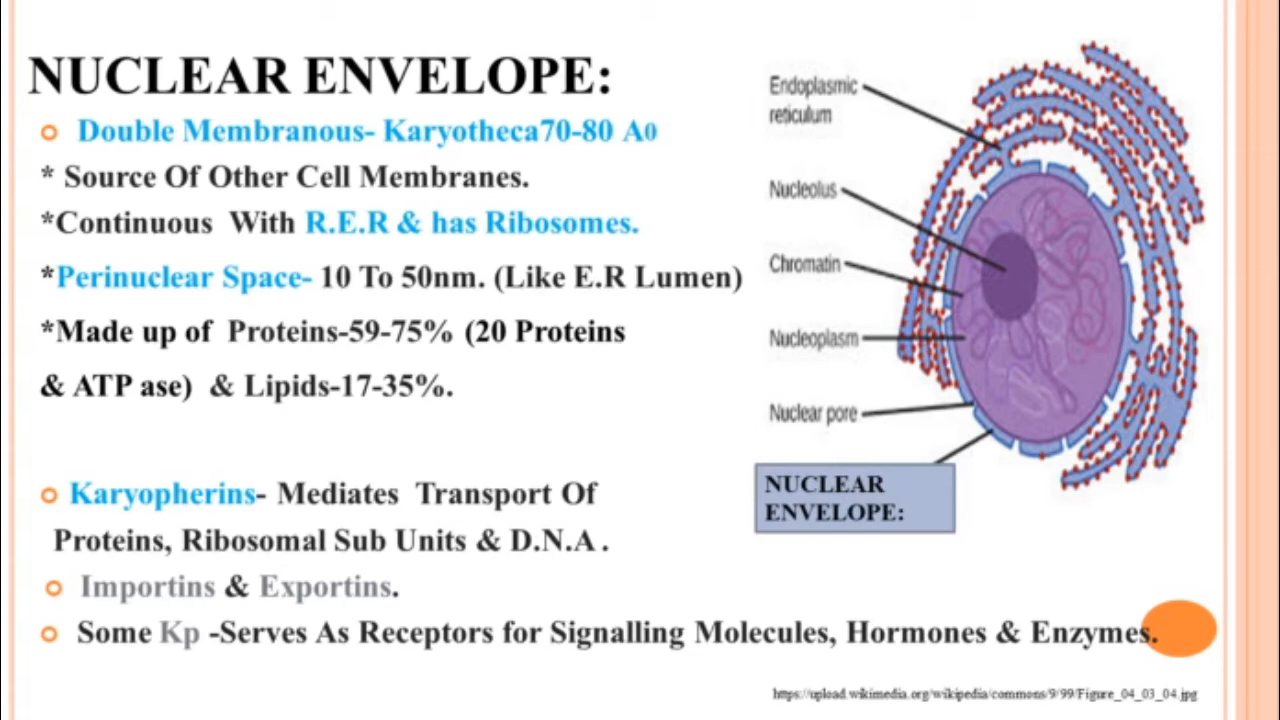 NUCLEAR ENVELOPE:
Double Membranous- Karyotheca70-80 A0
* Source Of Other Cell Membranes.
*Continuous With R.E.R & has Ribosomes.
*Perinuclear Space- 10 To 50nm. (Like E.R Lumen)
*Made up of Proteins-59-75% (20 Proteins
& ATP ase) & Lipids-17-35%.
Karyopherins- Mediates Transport Of
Proteins, Ribosomal Sub Units & D.N.A .
Importins & Exportins.
Some Kp -Serves As Receptors for Signalling Molecules, Hormones & Enzymes.
Endoplasmic
reticulum
Nucleolus
Chromatin
Nucleoplasm
Nuclear pore
NUCLEAR
ENVELOPE:
https://upload.wikimedia.org/wikipedia/commons/9/99/Figure_04_03_04.jpg